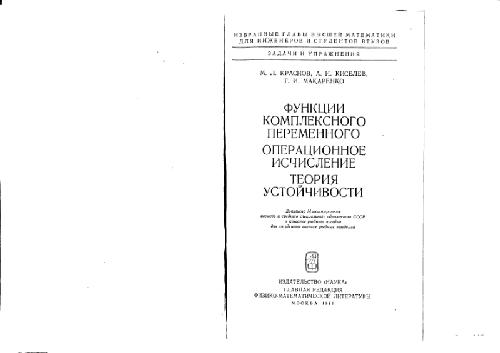 ИЗБРАННЫЕ ГЛАВЫ ВЫСШЕЙ МАТЕМАТИКИ
ДЛЯ ИНЖЕНЕРОВ И СТУДЕНТОВ ВТУЗОВ
ЗАДАЧИ И УПРАЖНЕНИЯ
М. Л. КРАСНОВ, А. И. КИСЕЛЕВ,
Г. И. МАКАРЕНКО
ФУНКЦИИ
КОМПЛЕКСНОГО
ПЕРЕМЕННОГО
ОПЕРАЦИОННОЕ
ИСЧИСЛЕНИЕ
ТЕОРИЯ
УСТОЙЧИВОСТИ
Допущено Министерством
высшего и среднего специального образования СССР
в качестве учебного пособия
для студентов высших учебных заведений
ИЗДАТЕЛЬСТВО «НАУКА»
ГЛАВНАЯ РЕДАКЦИЯ
ФИЗИКО-МАТЕМАТИЧЕСКОЙ ЛИТЕРАТУРЫ
МОСКВА